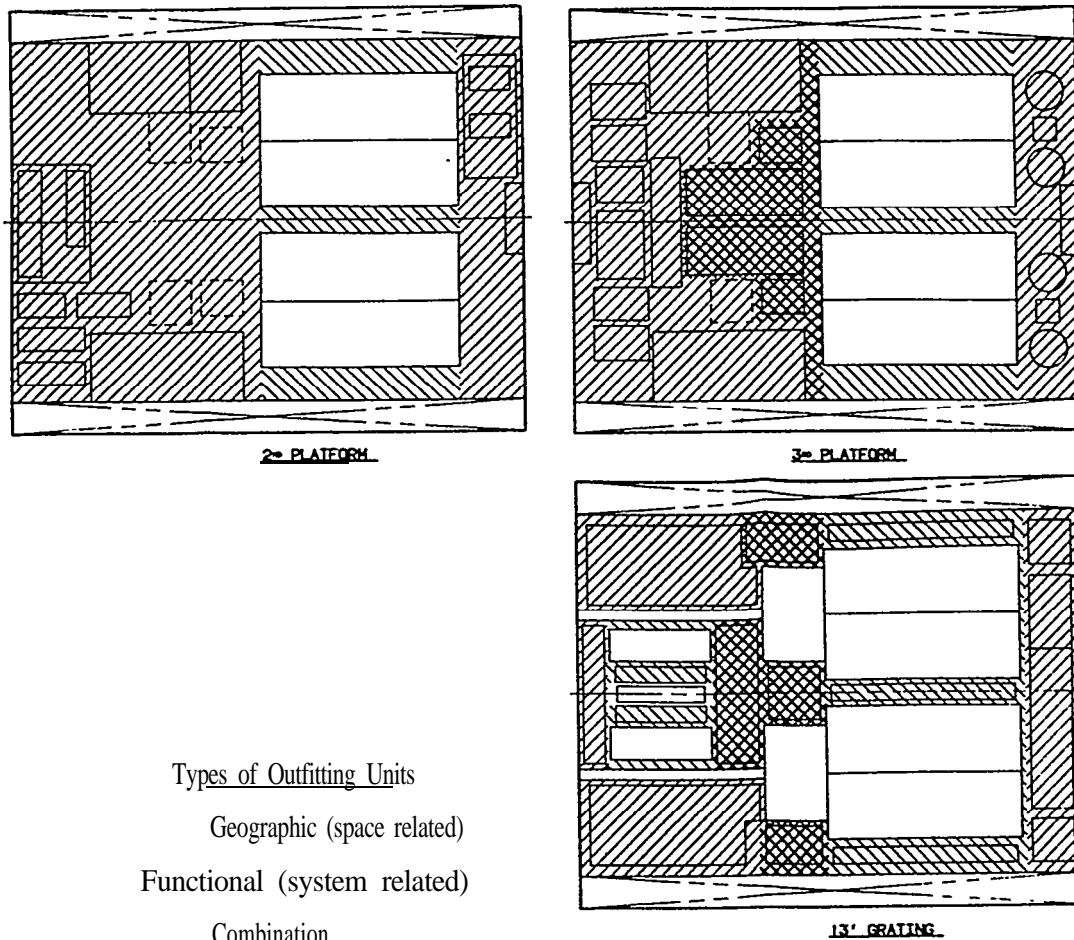 2ND PLATFORM
3RD PLATFORM
13' GRATING
Types of Outfitting Units
Geographic (space related)
Functional (system related)
Combination